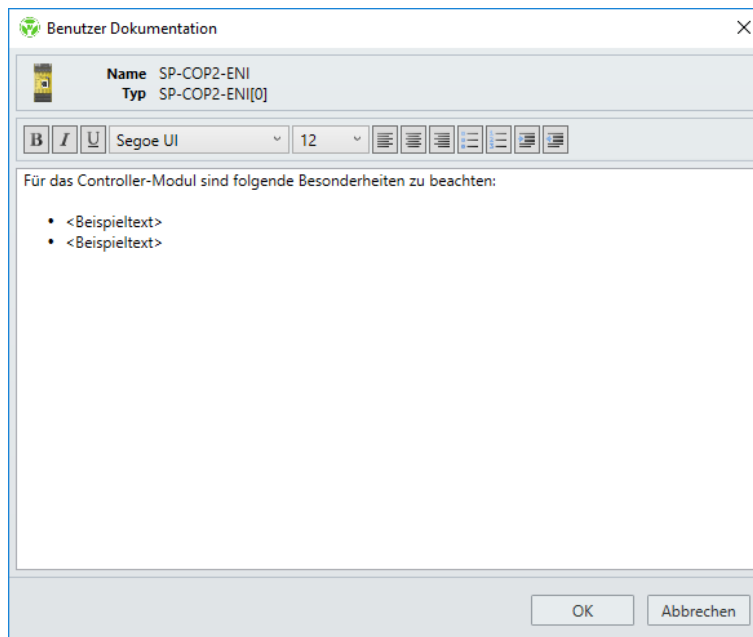 Benutzer Dokumentation
Name SP-COP2-ENI
Typ SP-COP2-ENI[0]
B I U Segoe UI 12
Für das Controller-Modul sind folgende Besonderheiten zu beachten:
• <Beispieltext>
• <Beispieltext>
OK Abbrechen